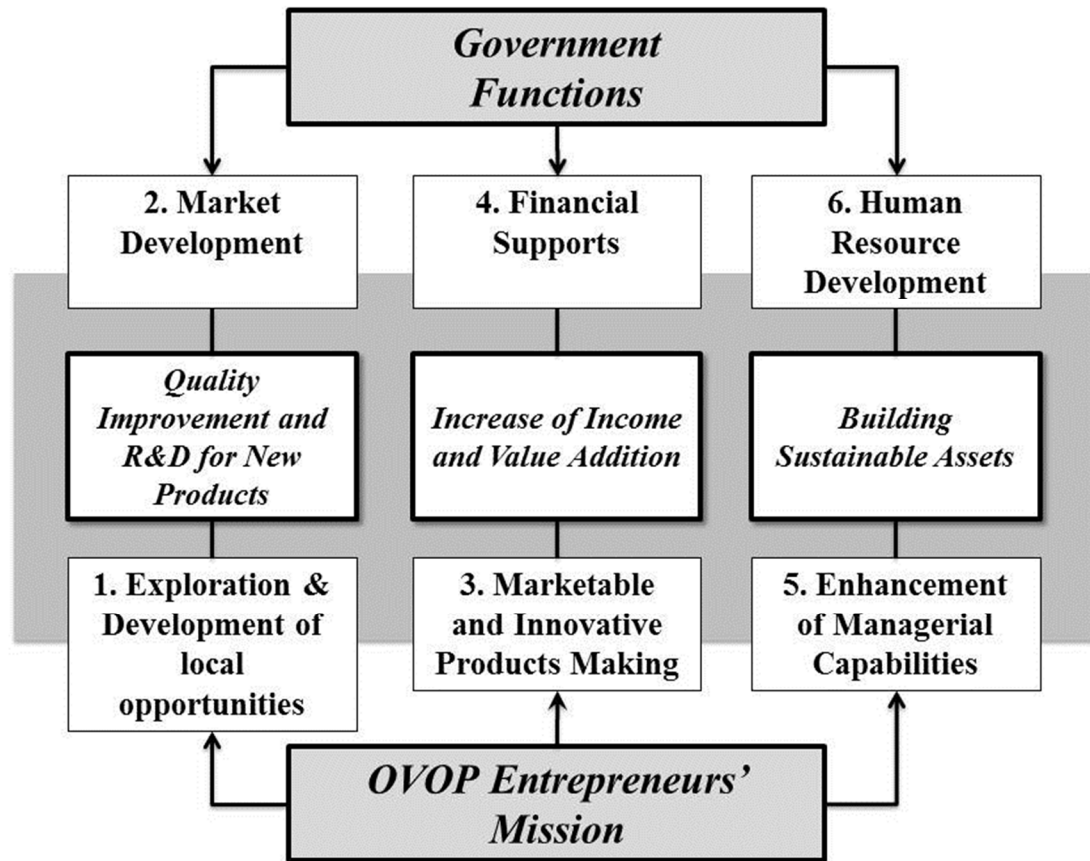 Government
Functions
2. Market
Development
4. Financial
Supports
6. Human
Resource
Development
Quality
Improvement and
R&D for New
Products
Increase of Income
and Value Addition
Building
Sustainable Assets
1. Exploration &
Development of
local
opportunities
3. Marketable
and Innovative
Products Making
5. Enhancement
of Managerial
Capabilities
OVOP Entrepreneurs’
Mission